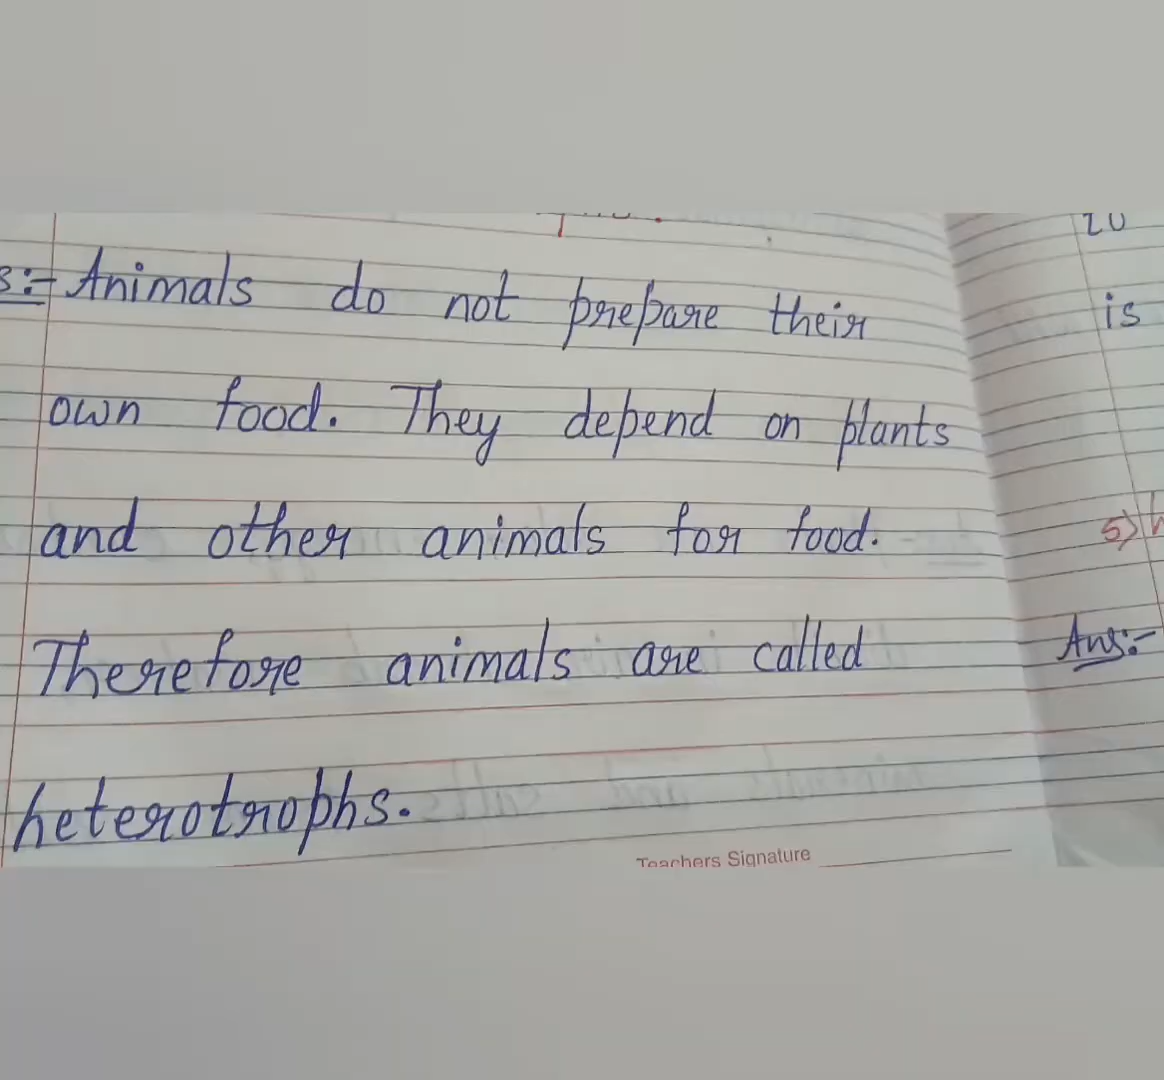 s:- Animals do not prepare their
own food. They depend on plants
and other animals for food.
Therefore animals are called
heterotrophs.
Teachers Signature
is
5)
Ans:-